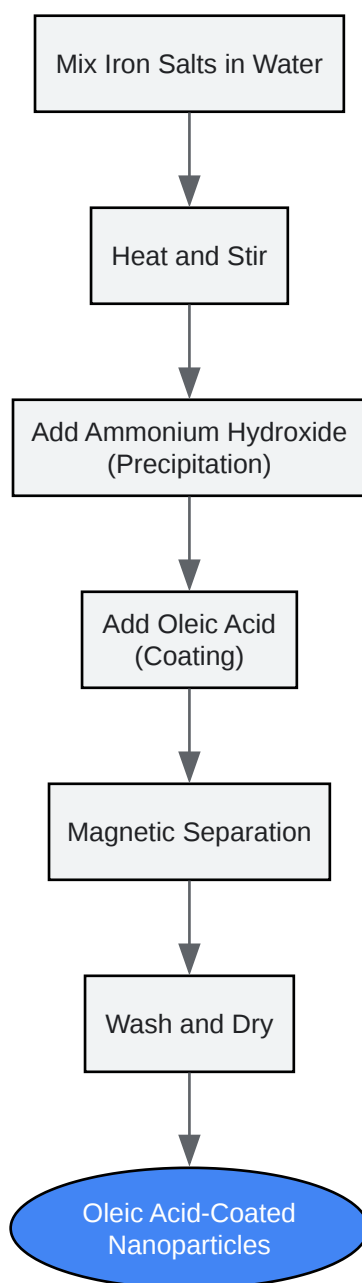 Mix Iron Salts in Water
Heat and Stir
Add Ammonium Hydroxide
(Precipitation)
Add Oleic Acid
(Coating)
Magnetic Separation
Wash and Dry
Oleic Acid-Coated
Nanoparticles